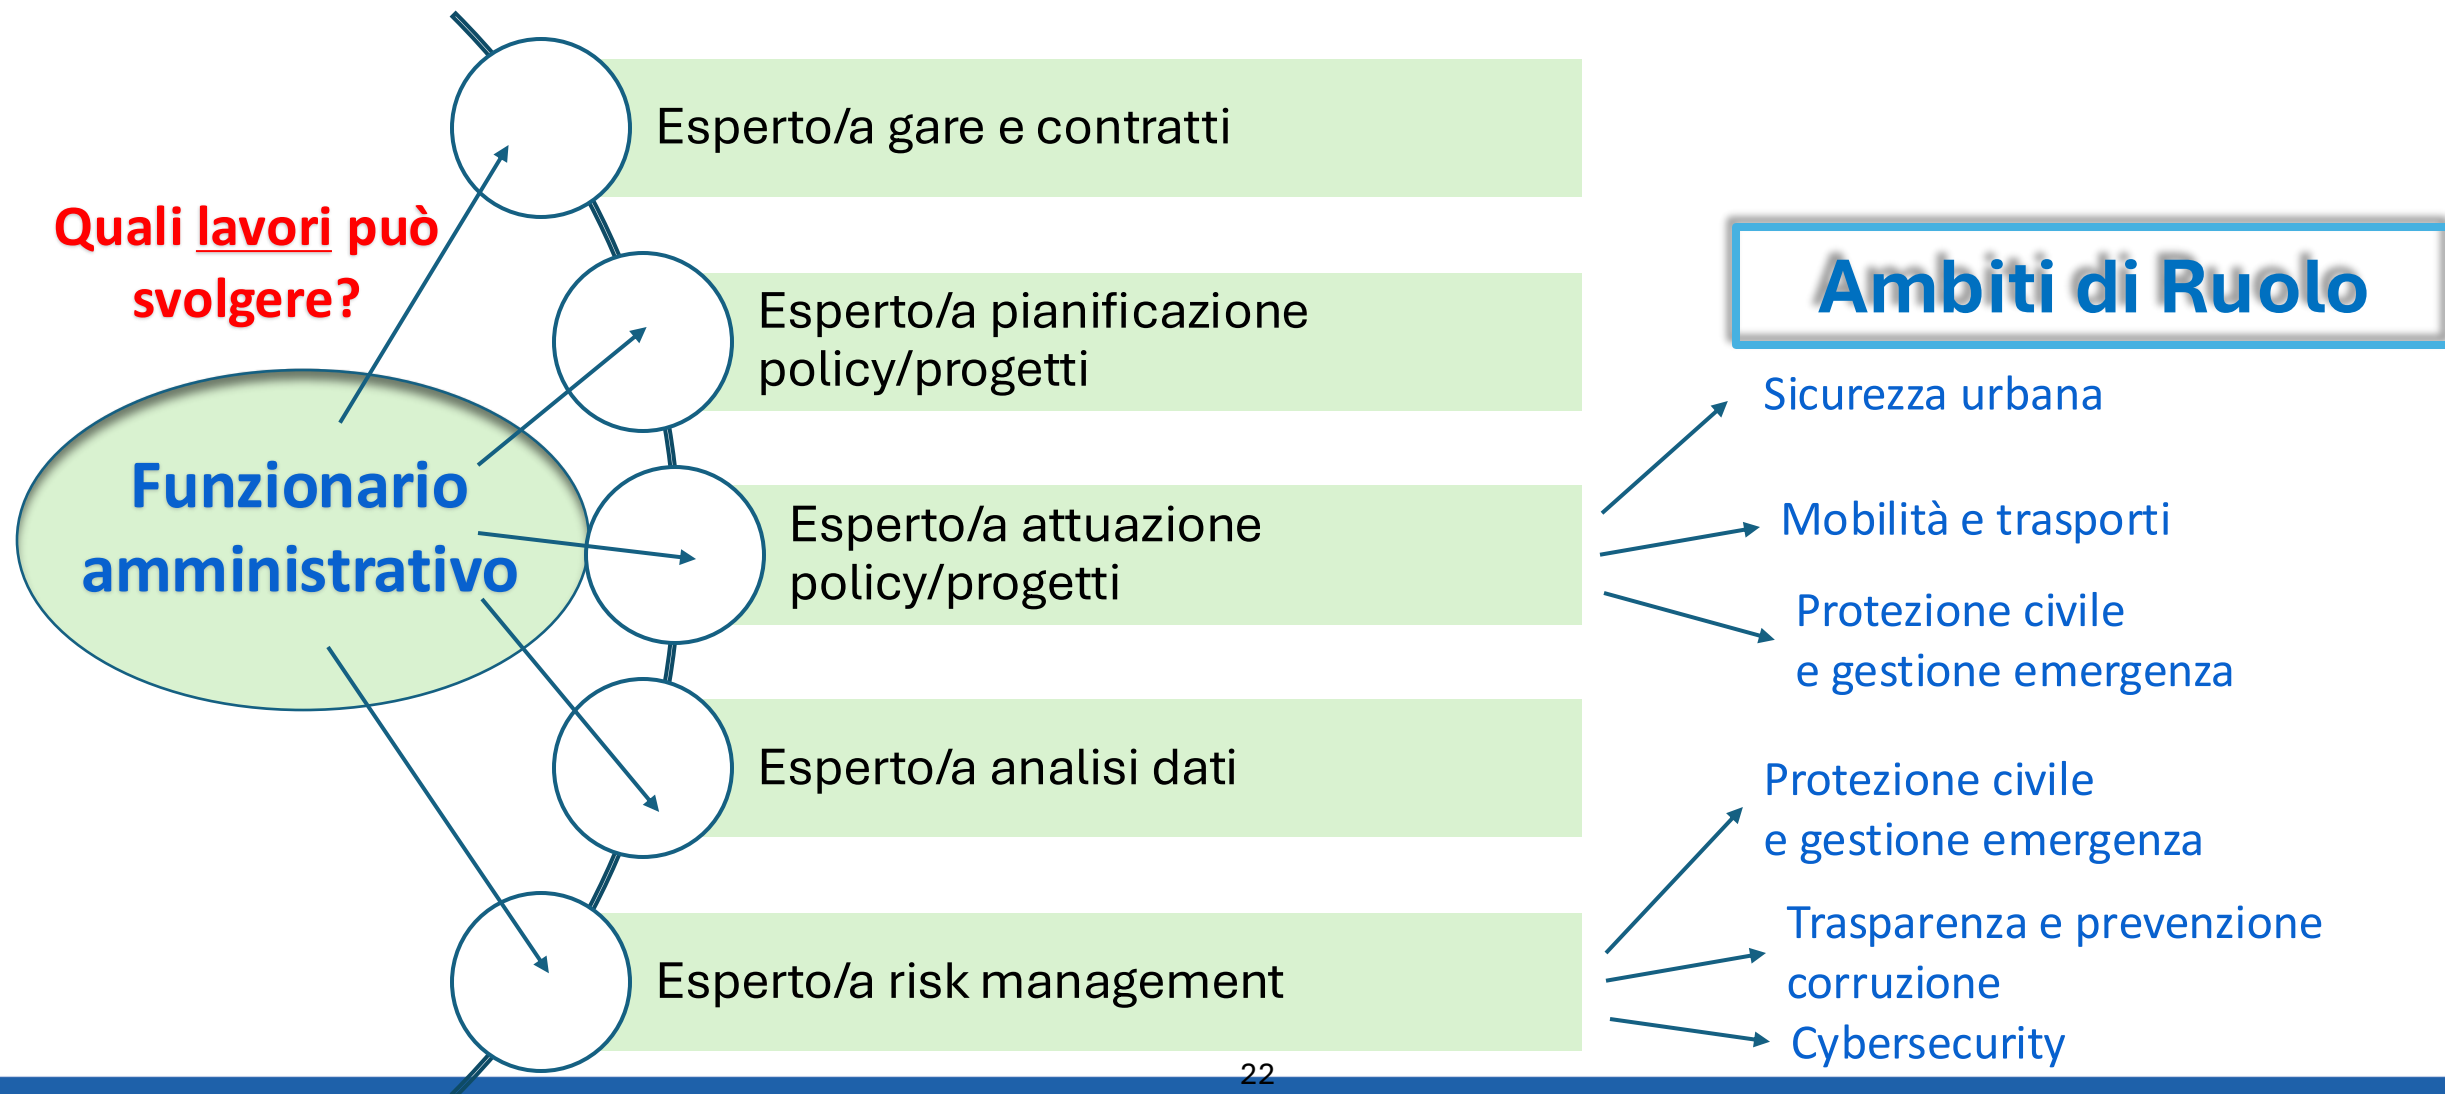 Quali lavori può
svolgere?
Funzionario
amministrativo
Esperto/a gare e contratti
Esperto/a pianificazione
policy/progetti
Esperto/a attuazione
policy/progetti
Esperto/a analisi dati
Esperto/a risk management
Ambiti di Ruolo
Sicurezza urbana
Mobilità e trasporti
Protezione civile
e gestione emergenza
Protezione civile
e gestione emergenza
Trasparenza e prevenzione
corruzione
Cybersecurity
22